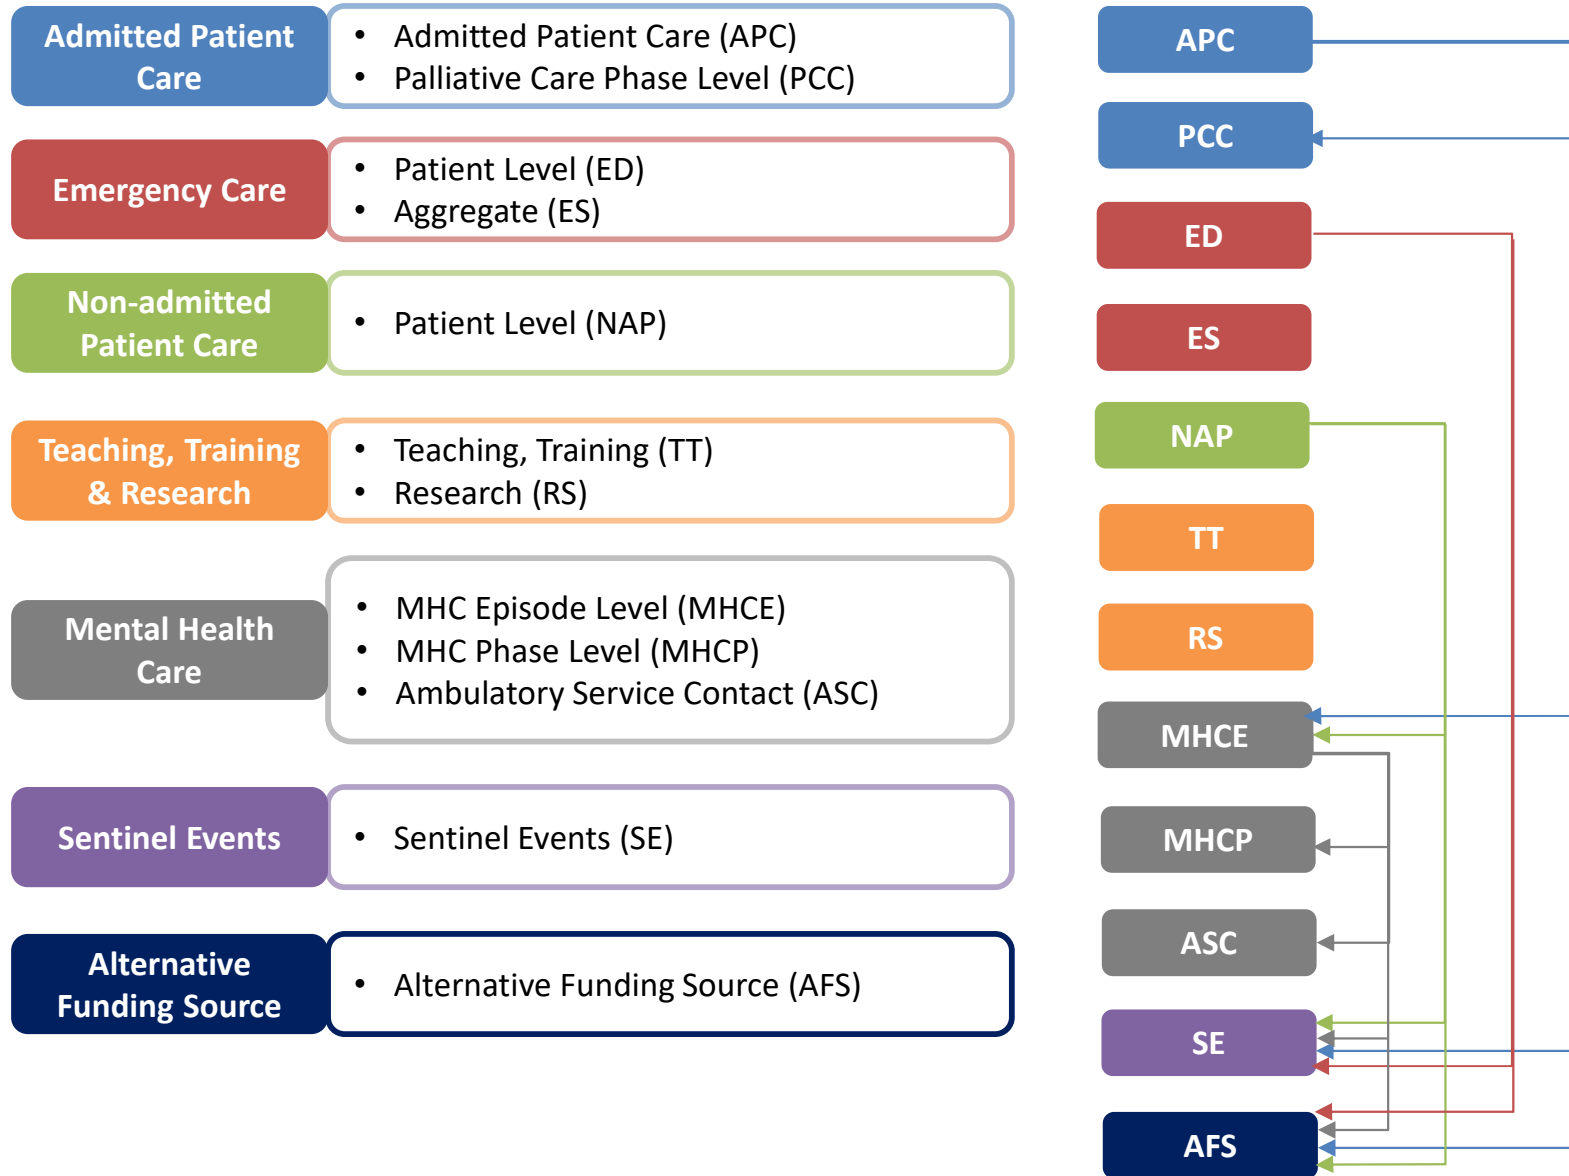 Admitted Patient
Care
• Admitted Patient Care (APC)
• Palliative Care Phase Level (PCC)
Emergency Care
• Patient Level (ED)
• Aggregate (ES)
Non-admitted
Patient Care
• Patient Level (NAP)
Teaching, Training
& Research
• Teaching, Training (TT)
• Research (RS)
Mental Health
Care
• MHC Episode Level (MHCE)
• MHC Phase Level (MHCP)
• Ambulatory Service Contact (ASC)
Sentinel Events
• Sentinel Events (SE)
Alternative
Funding Source
• Alternative Funding Source (AFS)
APC
PCC
ED
ES
NAP
TT
RS
MHCE
MHCP
ASC
SE
AFS